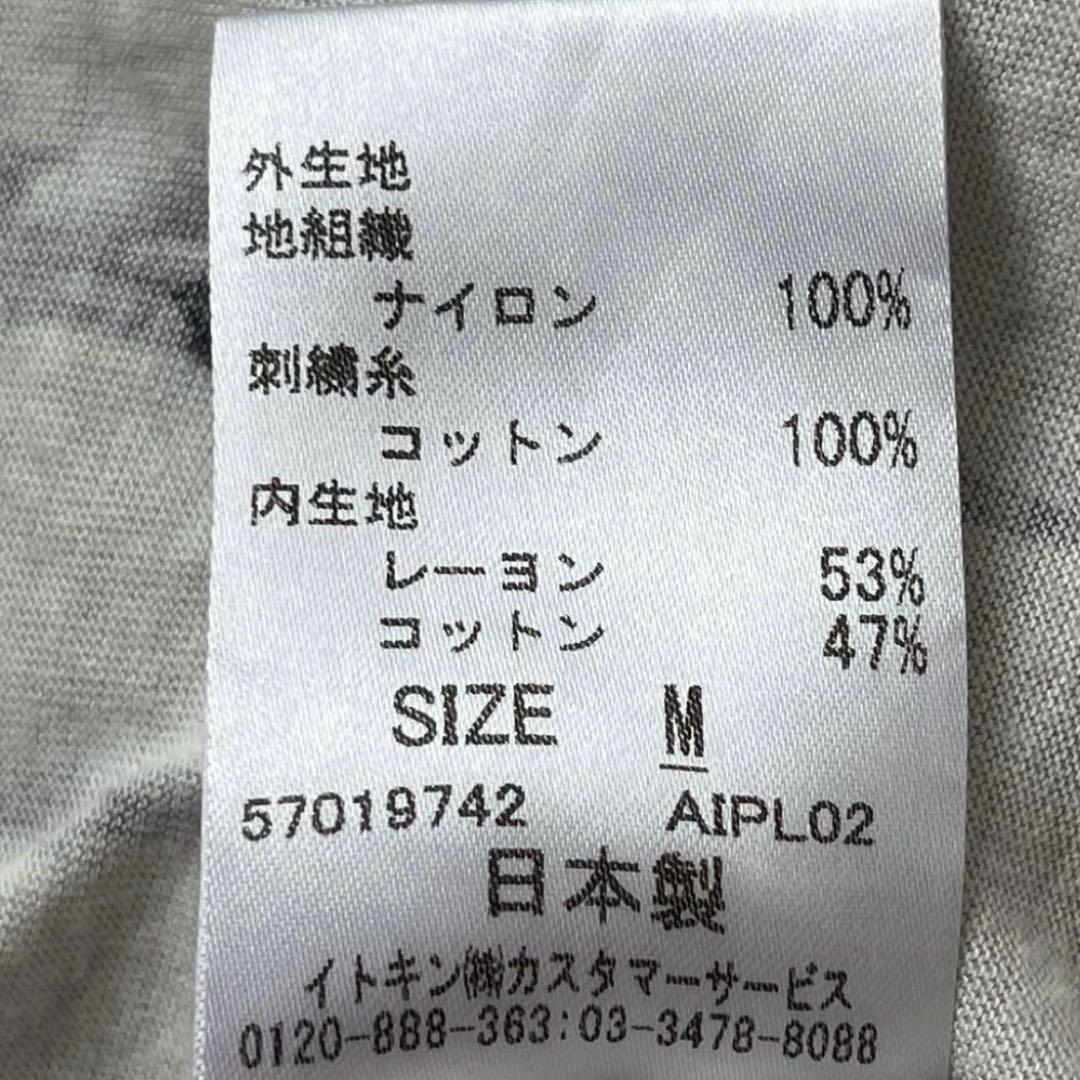 外生地
地組織
ナイロン 100%
刺繍糸
コットン 100%
内生地
レーヨン 53%
コットン 47%
SIZE M
57019742 AIPL02
日本製
イトキン㈱カスタマーサービス
0120-888-363:03-3478-8088